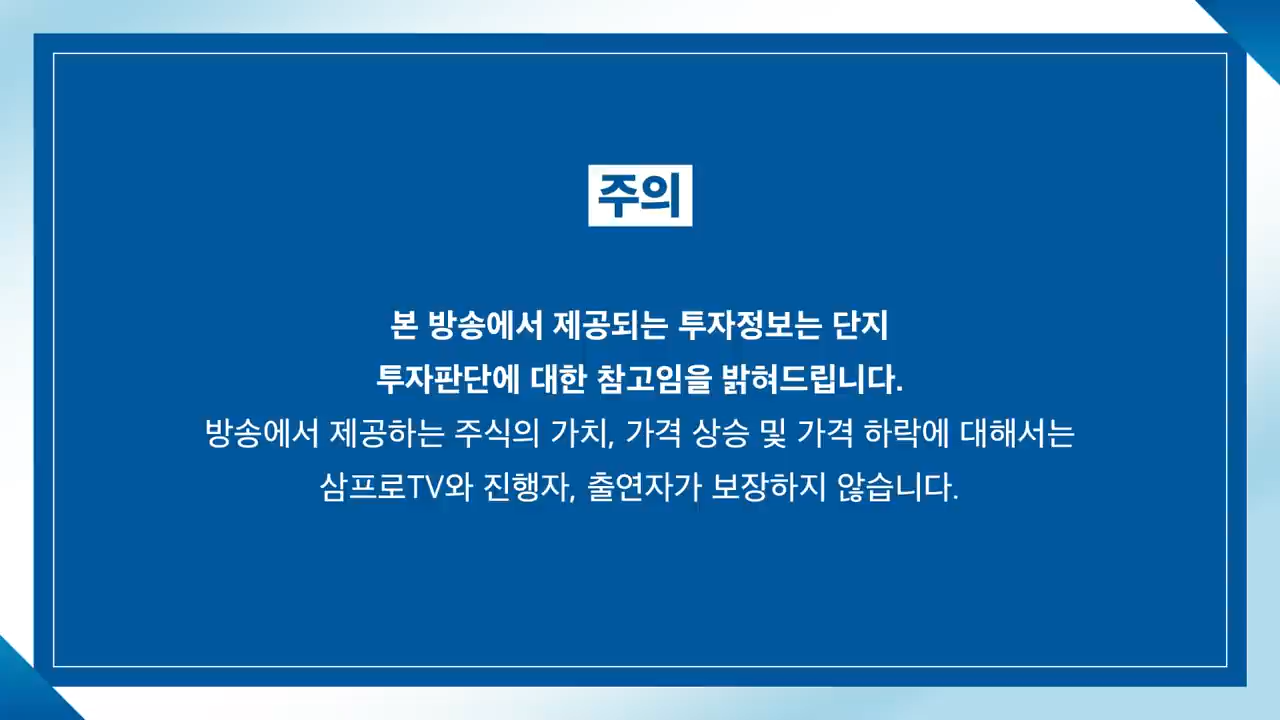 주의
본 방송에서 제공되는 투자정보는 단지
투자판단에 대한 참고임을 밝혀드립니다.
방송에서 제공하는 주식의 가치, 가격 상승 및 가격 하락에 대해서는
삼프로TV와 진행자, 출연자가 보장하지 않습니다.